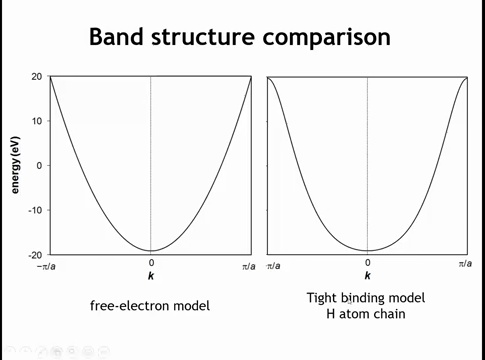 Band structure comparison
energy (eV)
20
10
0
-10
-20
−π/a
0
π/a
k
-π/a
0
π/a
k
free-electron model
Tight binding model
H atom chain